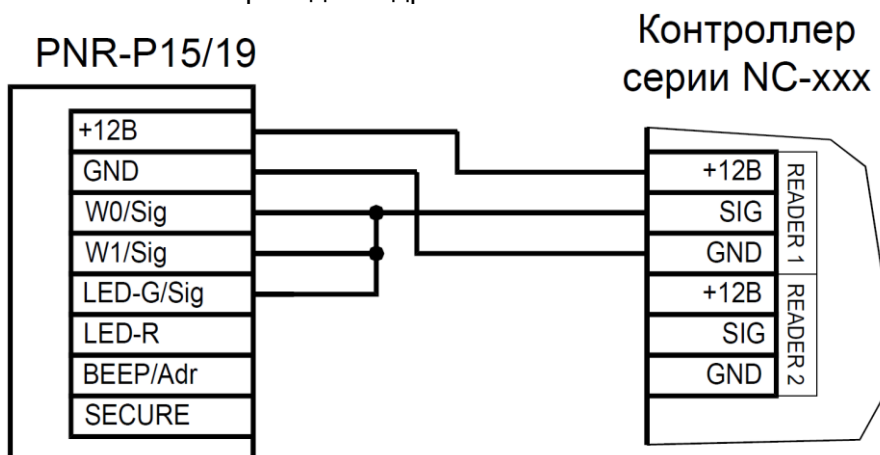 PNR-P15/19
Контроллер
серии NC-xxx
+12В
GND
W0/Sig
W1/Sig
LED-G/Sig
LED-R
BEEP/Adr
SECURE
+12В
SIG
GND
READER 1
+12В
SIG
GND
READER 2